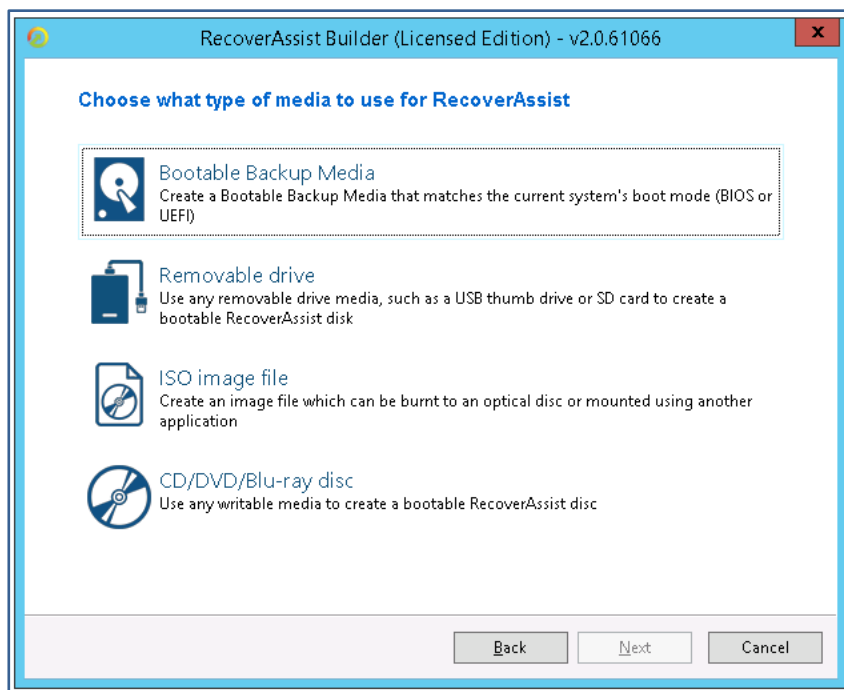 RecoverAssist Builder (Licensed Edition) - v2.0.61066
x
Choose what type of media to use for RecoverAssist
Bootable Backup Media
Create a Bootable Backup Media that matches the current system's boot mode (BIOS or
UEFI)
Removable drive
Use any removable drive media, such as a USB thumb drive or SD card to create a
bootable RecoverAssist disk
ISO image file
Create an image file which can be burnt to an optical disc or mounted using another
application
CD/DVD/Blu-ray disc
Use any writable media to create a bootable RecoverAssist disc
Back Next Cancel